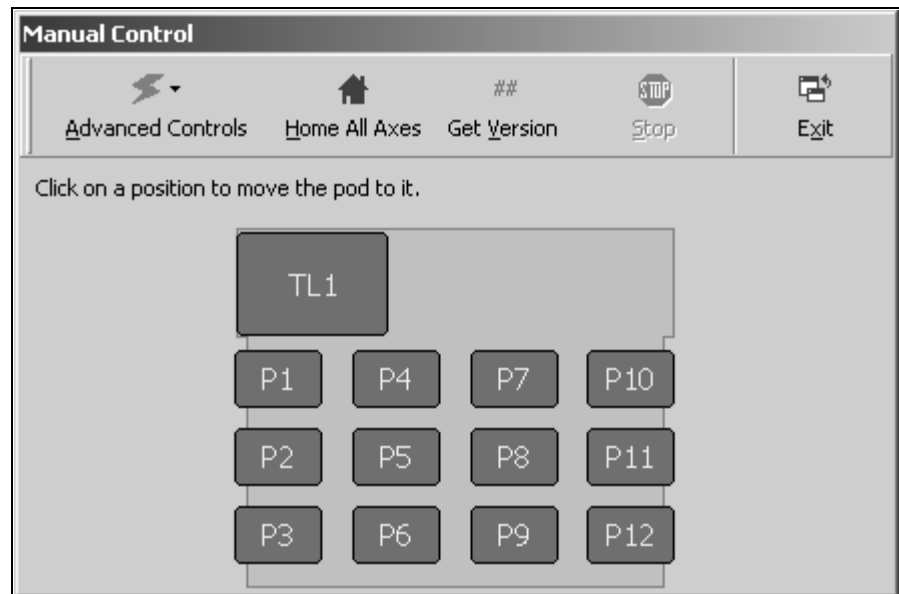 Manual Control
## STOP
Advanced Controls Home All Axes Get Version Stop Exit
Click on a position to move the pod to it.
TL1
P1 P4 P7 P10
P2 P5 P8 P11
P3 P6 P9 P12